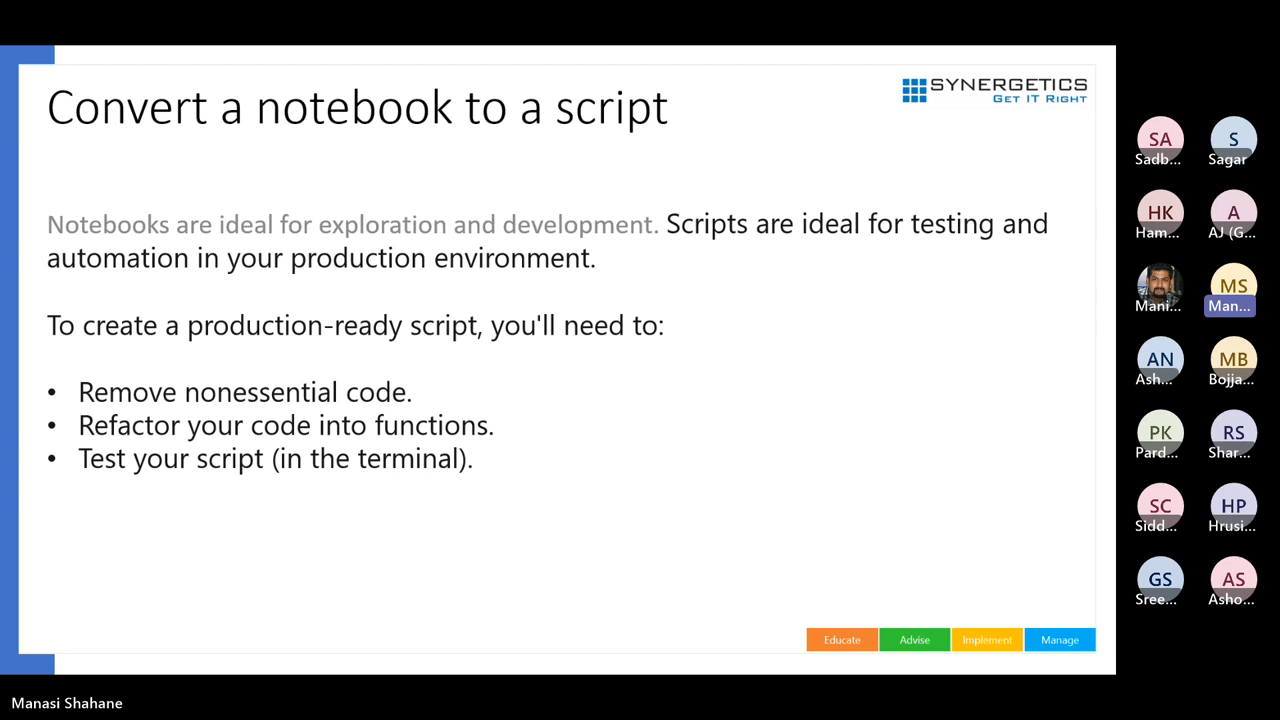 Convert a notebook to a script
SYNERGETICS
GET IT RIGHT
Notebooks are ideal for exploration and development. Scripts are ideal for testing and
automation in your production environment.
To create a production-ready script, you'll need to:
• Remove nonessential code.
• Refactor your code into functions.
• Test your script (in the terminal).
Educate Advise Implement Manage
SA S
Sadb... Sagar
HK A
Ham... AJ (G...
MS
Mani... Man...
AN MB
Ash... Bojja...
PK RS
Pard... Shar...
SC HP
Sidd... Hrusi...
GS AS
Sree... Asho...
Manasi Shahane